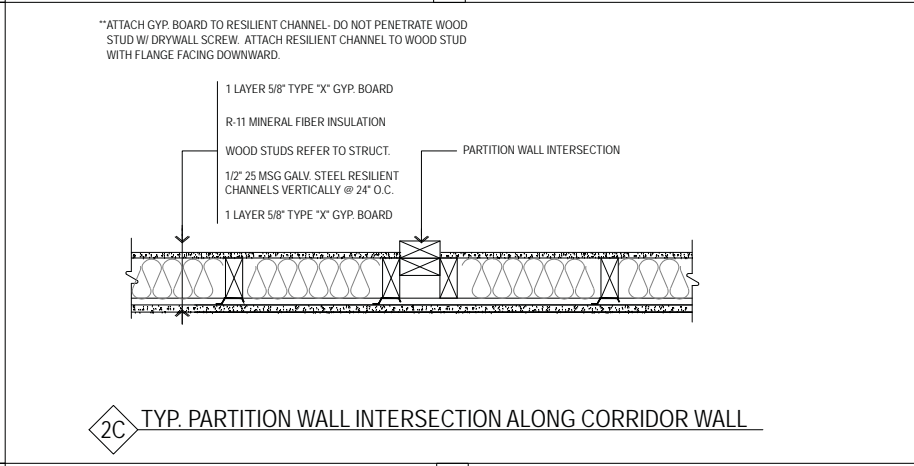 **ATTACH GYP. BOARD TO RESILIENT CHANNEL- DO NOT PENETRATE WOOD
STUD W/ DRYWALL SCREW. ATTACH RESILIENT CHANNEL TO WOOD STUD
WITH FLANGE FACING DOWNWARD.
1 LAYER 5/8" TYPE "X" GYP. BOARD
R-11 MINERAL FIBER INSULATION
WOOD STUDS REFER TO STRUCT.
PARTITION WALL INTERSECTION
1/2" 25 MSG GALV. STEEL RESILIENT
CHANNELS VERTICALLY @ 24" O.C.
1 LAYER 5/8" TYPE "X" GYP. BOARD
2C TYP. PARTITION WALL INTERSECTION ALONG CORRIDOR WALL